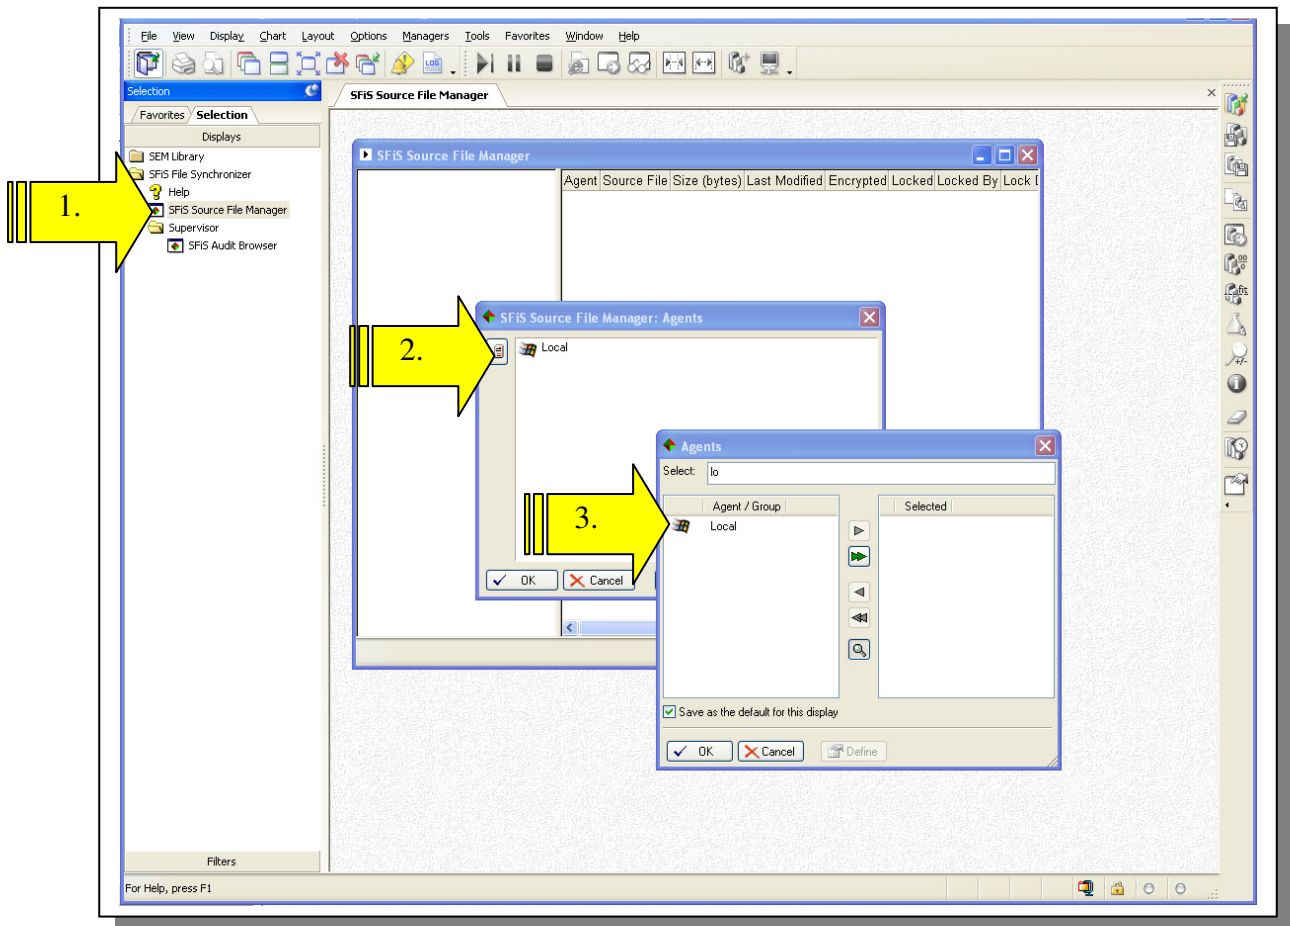 File View Display Chart Layout Options Managers Tools Favorites Window Help
LOG
Selection
SFiS Source File Manager
Favorites Selection
Displays
SEM Library
SFiS File Synchronizer
Help
SFiS Source File Manager
Supervisor
SFiS Audit Browser
1.
SFiS Source File Manager
Agent Source File Size (bytes) Last Modified Encrypted Locked Locked By Lock D
SFiS Source File Manager: Agents
2.
Local
OK Cancel
Agents
Select: lo
3.
Agent / Group Selected
Local
Save as the default for this display
OK Cancel Define
Filters
For Help, press F1
00
0
fit
+/-